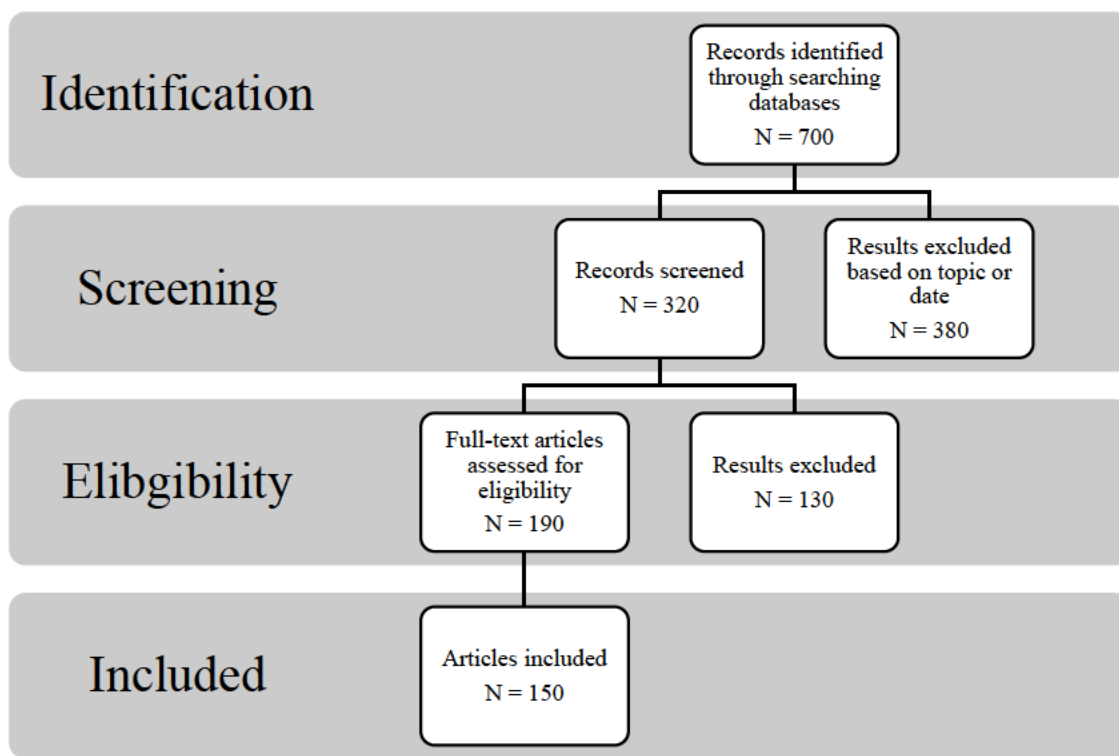 Identification
Records identified
through searching
databases
N = 700
Screening
Records screened
N = 320
Results excluded
based on topic or
date
N = 380
Elibgibility
Full-text articles
assessed for
eligibility
N = 190
Results excluded
N = 130
Included
Articles included
N = 150